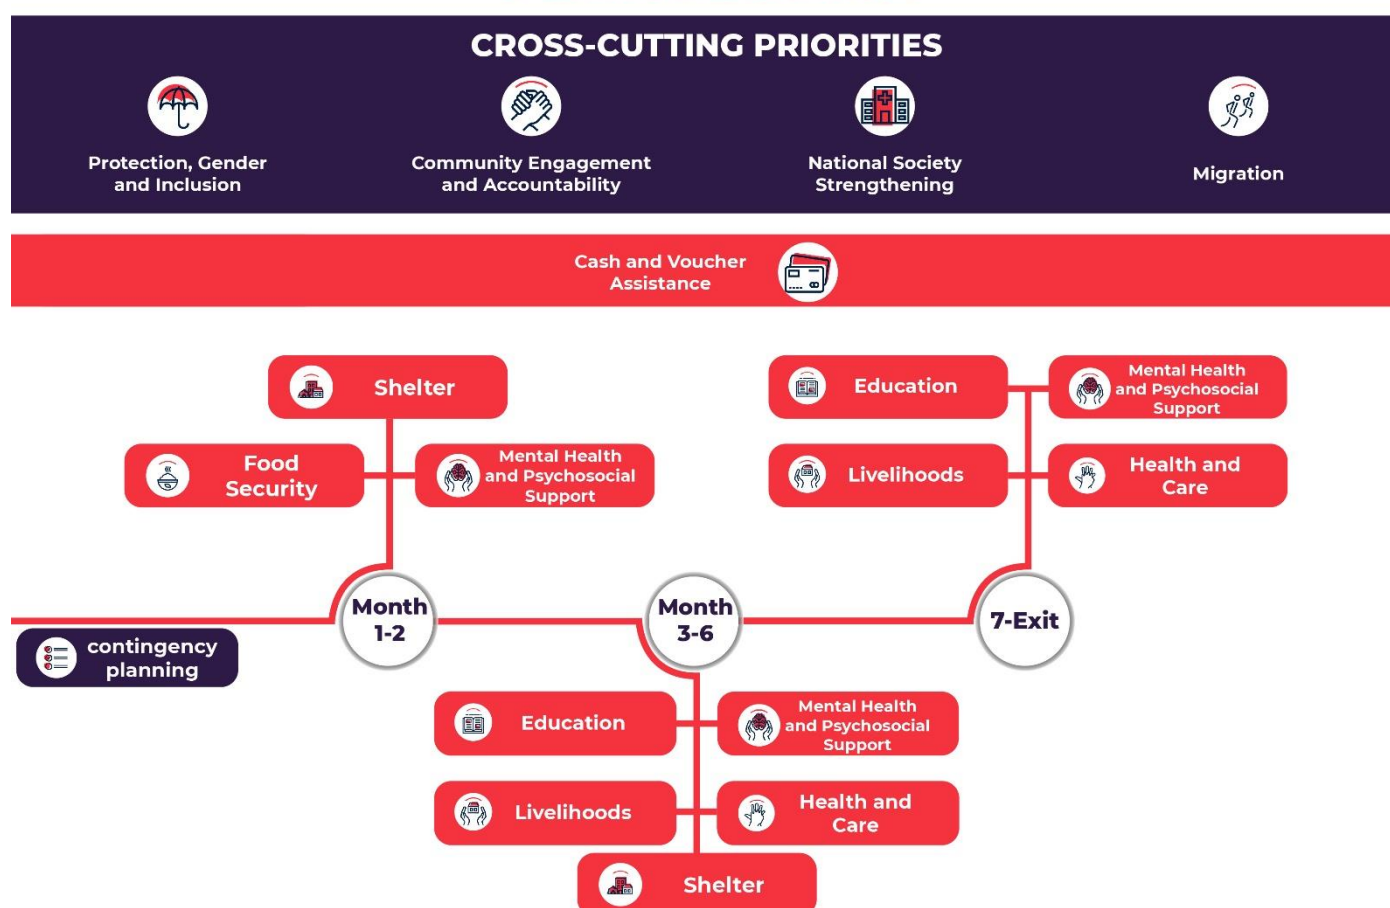 CROSS-CUTTING PRIORITIES
Protection, Gender
and Inclusion
Community Engagement
and Accountability
National Society
Strengthening
Migration
Cash and Voucher
Assistance
Shelter
Food
Security
Mental Health
and Psychosocial
Support
Education
Mental Health
and Psychosocial
Support
Livelihoods
Health and
Care
contingency
planning
Month
1-2
Month
3-6
7-Exit
Education
Mental Health
and Psychosocial
Support
Livelihoods
Health and
Care
Shelter